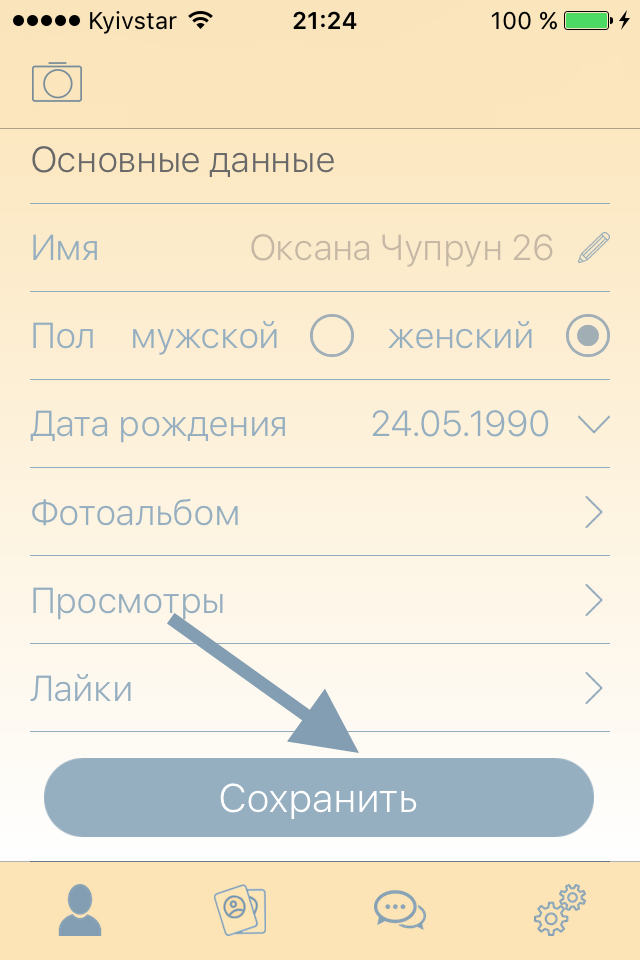 Kyivstar 21:24 100 %
Основные данные
Имя Оксана Чупрун 26
Пол мужской женский
Дата рождения 24.05.1990
Фотоальбом
Просмотры
Лайки
Сохранить